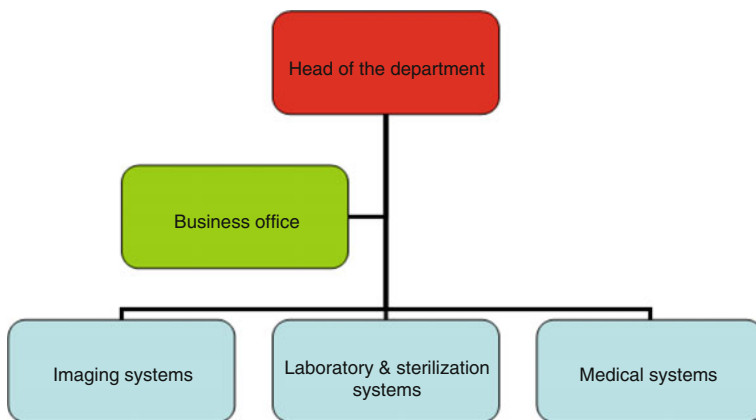 Head of the department
Business office
Imaging systems
Laboratory & sterilization
systems
Medical systems